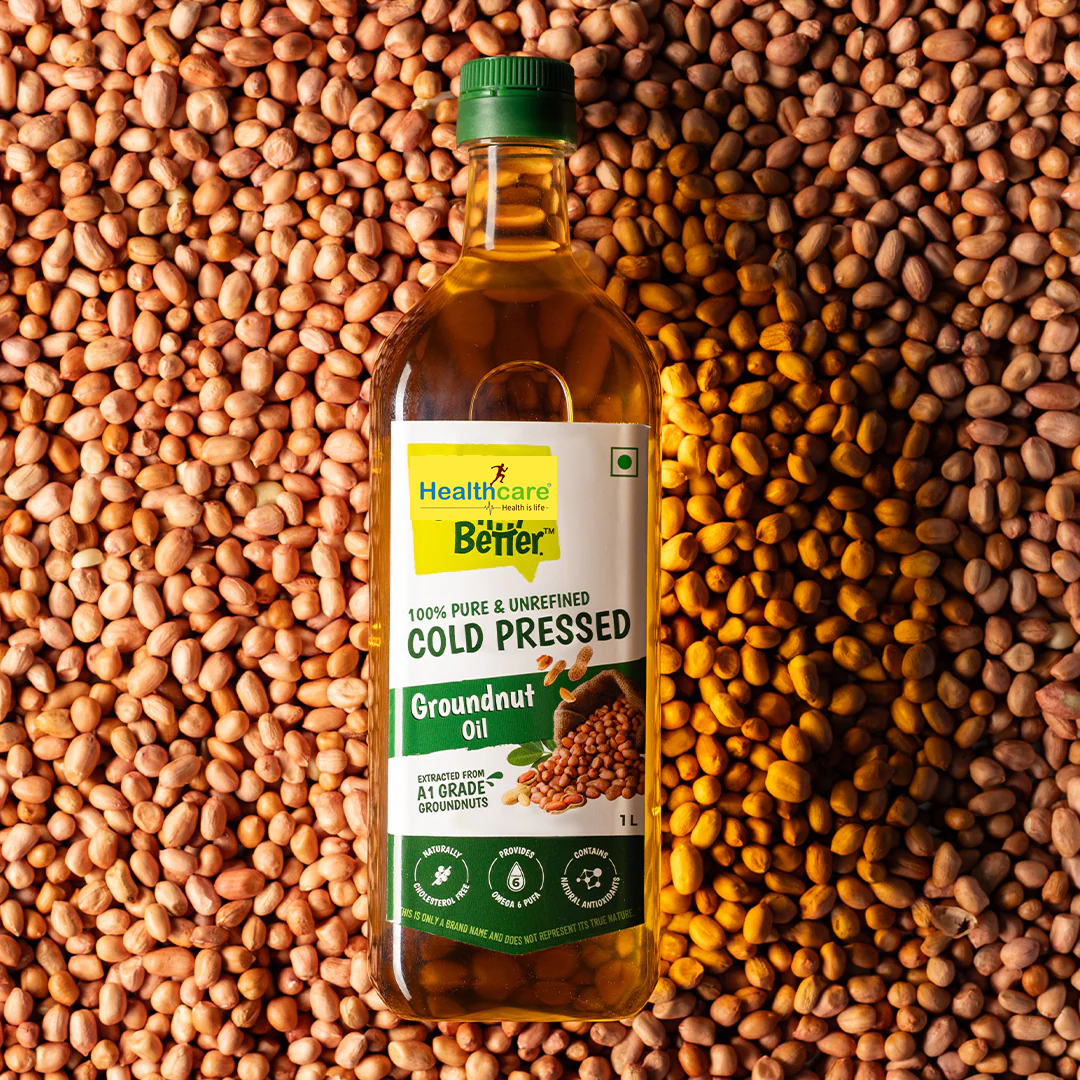 Healthcare®
Health is life
Better.™
100% PURE & UNREFINED
COLD PRESSED
Groundnut
Oil
EXTRACTED FROM
A1 GRADE
GROUNDNUTS
1 L
NATURALLY
CHOLESTEROL FREE
PROVIDES
6
OMEGA 6 PUFA
CONTAINS
NATURAL ANTIOXIDANTS
THIS IS ONLY A BRAND NAME AND DOES NOT REPRESENT ITS TRUE NATURE